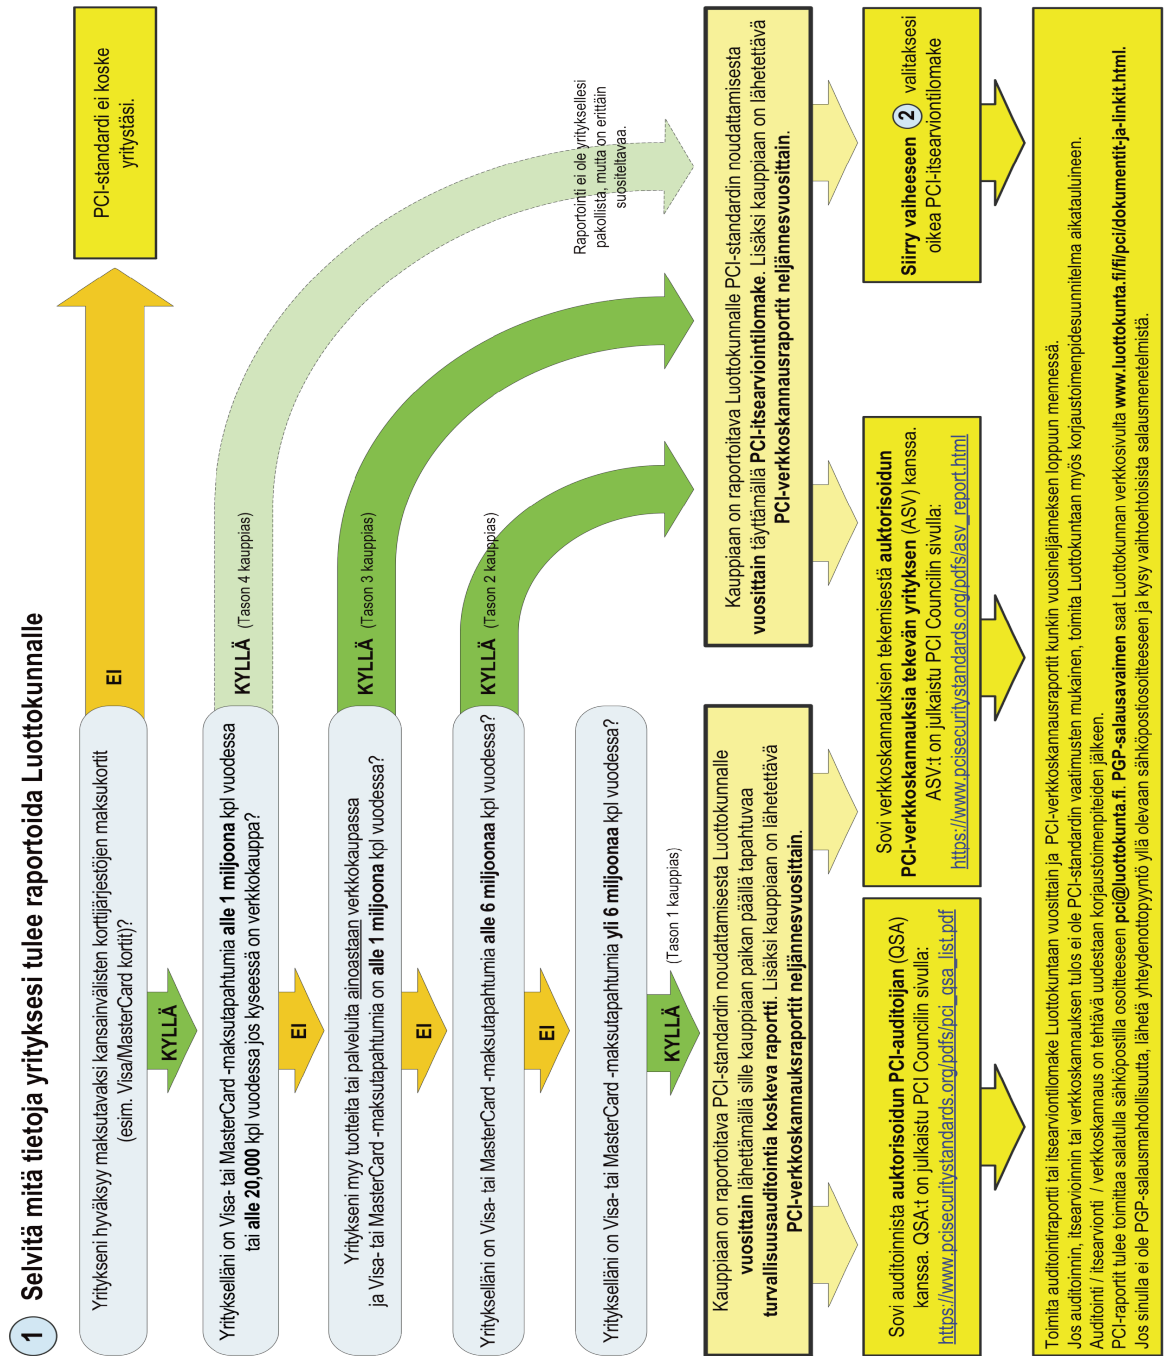 1 Selvitä mitä tietoja yrityksesi tulee raportoida Luottokunnalle
Yritykseni hyväksyy maksutavaksi kansainvälisten korttijärjestöjen maksukortit
(esim. Visa/MasterCard kortit)?
EI
PCI-standardi ei koske
yritystäsi.
KYLLÄ
Yritykselläni on Visa- tai MasterCard -maksutapahtumia alle 1 miljoona kpl vuodessa
tai alle 20,000 kpl vuodessa jos kyseessä on verkkokauppa?
KYLLÄ (Tason 4 kauppias)
Raportointi ei ole yrityksellesi
pakollista, mutta on erittäin
suositeltavaa.
EI
Yritykseni myy tuotteita tai palveluita ainoastaan verkkokaupassa
ja Visa- tai MasterCard -maksutapahtumia on alle 1 miljoona kpl vuodessa?
KYLLÄ (Tason 3 kauppias)
EI
Yritykselläni on Visa- tai MasterCard -maksutapahtumia alle 6 miljoonaa kpl vuodessa?
KYLLÄ (Tason 2 kauppias)
EI
Yritykselläni on Visa- tai MasterCard -maksutapahtumia yli 6 miljoonaa kpl vuodessa?
KYLLÄ
(Tason 1 kauppias)
Kauppiaan on raportoitava PCI-standardin noudattamisesta Luottokunnalle
vuosittain lähettämällä sille kauppiaan paikan päällä tapahtuvaa
turvallisuusauditointia koskeva raportti. Lisäksi kauppiaan on lähetettävä
PCI-verkkoskannauksraportit neljännesvuosittain.
Kauppiaan on raportoitava Luottokunnalle PCI-standardin noudattamisesta
vuosittain täyttämällä PCI-itsearviointilomake. Lisäksi kauppiaan on lähetettävä
PCI-verkkoskannausraportit neljännesvuosittain.
Sovi auditoinnista auktorisoidun PCI-auditoijan (QSA)
kanssa. QSA:t on julkaistu PCI Councilin sivulla:
https://www.pcisecuritystandards.org/pdfs/pci_qsa_list.pdf
Sovi verkkoskannauksien tekemisestä auktorisoidun
PCI-verkkoskannauksia tekevän yrityksen (ASV) kanssa.
ASV:t on julkaistu PCI Councilin sivulla:
https://www.pcisecuritystandards.org/pdfs/asv_report.html
Siirry vaiheeseen 2 valitaksesi
oikea PCI-itsearviontilomake
Toimita auditointiraportti tai itsearviontilomake Luottokuntaan vuosittain ja PCI-verkkoskannausraportit kunkin vuosineljänneksen loppuun mennessä.
Jos auditoinnin, itsearvioinnin tai verkkoskannauksen tulos ei ole PCI-standardin vaatimusten mukainen, toimita Luottokuntaan myös korjaustoimenpidesuunnitelma aikatauluineen.
Auditointi / itsearvionti / verkkoskannaus on tehtävä uudestaan korjaustoimenpiteiden jälkeen.
PCI-raportit tulee toimittaa salatulla sähköpostilla osoitteeseen pci@luottokunta.fi. PGP-salausavaimen saat Luottokunnan verkkosivulta www.luottokunta.fi/fi/pci/dokumentit-ja-linkit.html.
Jos sinulla ei ole PGP-salausmahdollisuutta, lähetä yhteydenottopyyntö yllä olevaan sähköpostiosoitteeseen ja kysy vaihtoehtoisista salausmenetelmistä.